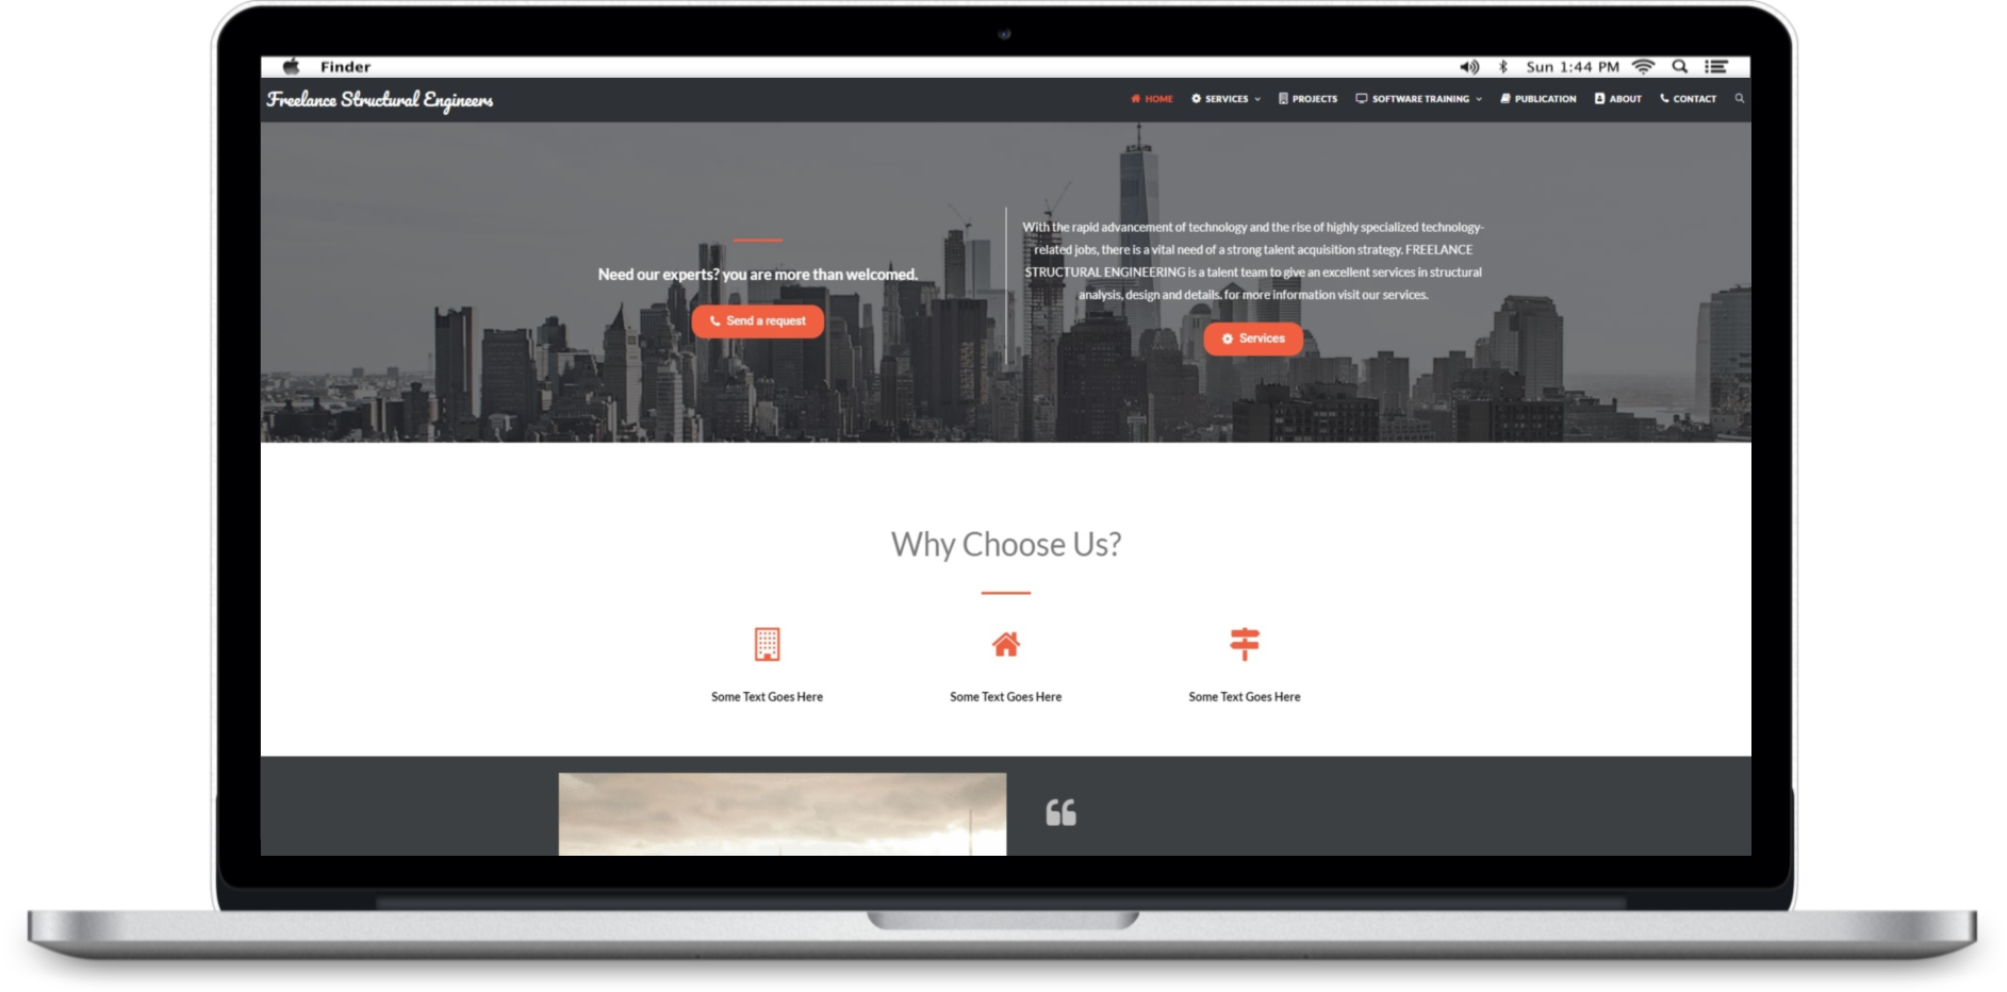 Finder
Sun 1:44 PM
Freelance Structural Engineers
HOME
SERVICES
PROJECTS
SOFTWARE TRAINING
PUBLICATION
ABOUT
CONTACT
Need our experts? you are more than welcomed.
Send a request
With the rapid advancement of technology and the rise of highly specialized technology-
related jobs, there is a vital need of a strong talent acquisition strategy. FREELANCE
STRUCTURAL ENGINEERING is a talent team to give an excellent services in structural
analysis, design and details. for more information visit our services.
Services
Why Choose Us?
Some Text Goes Here
Some Text Goes Here
Some Text Goes Here
“